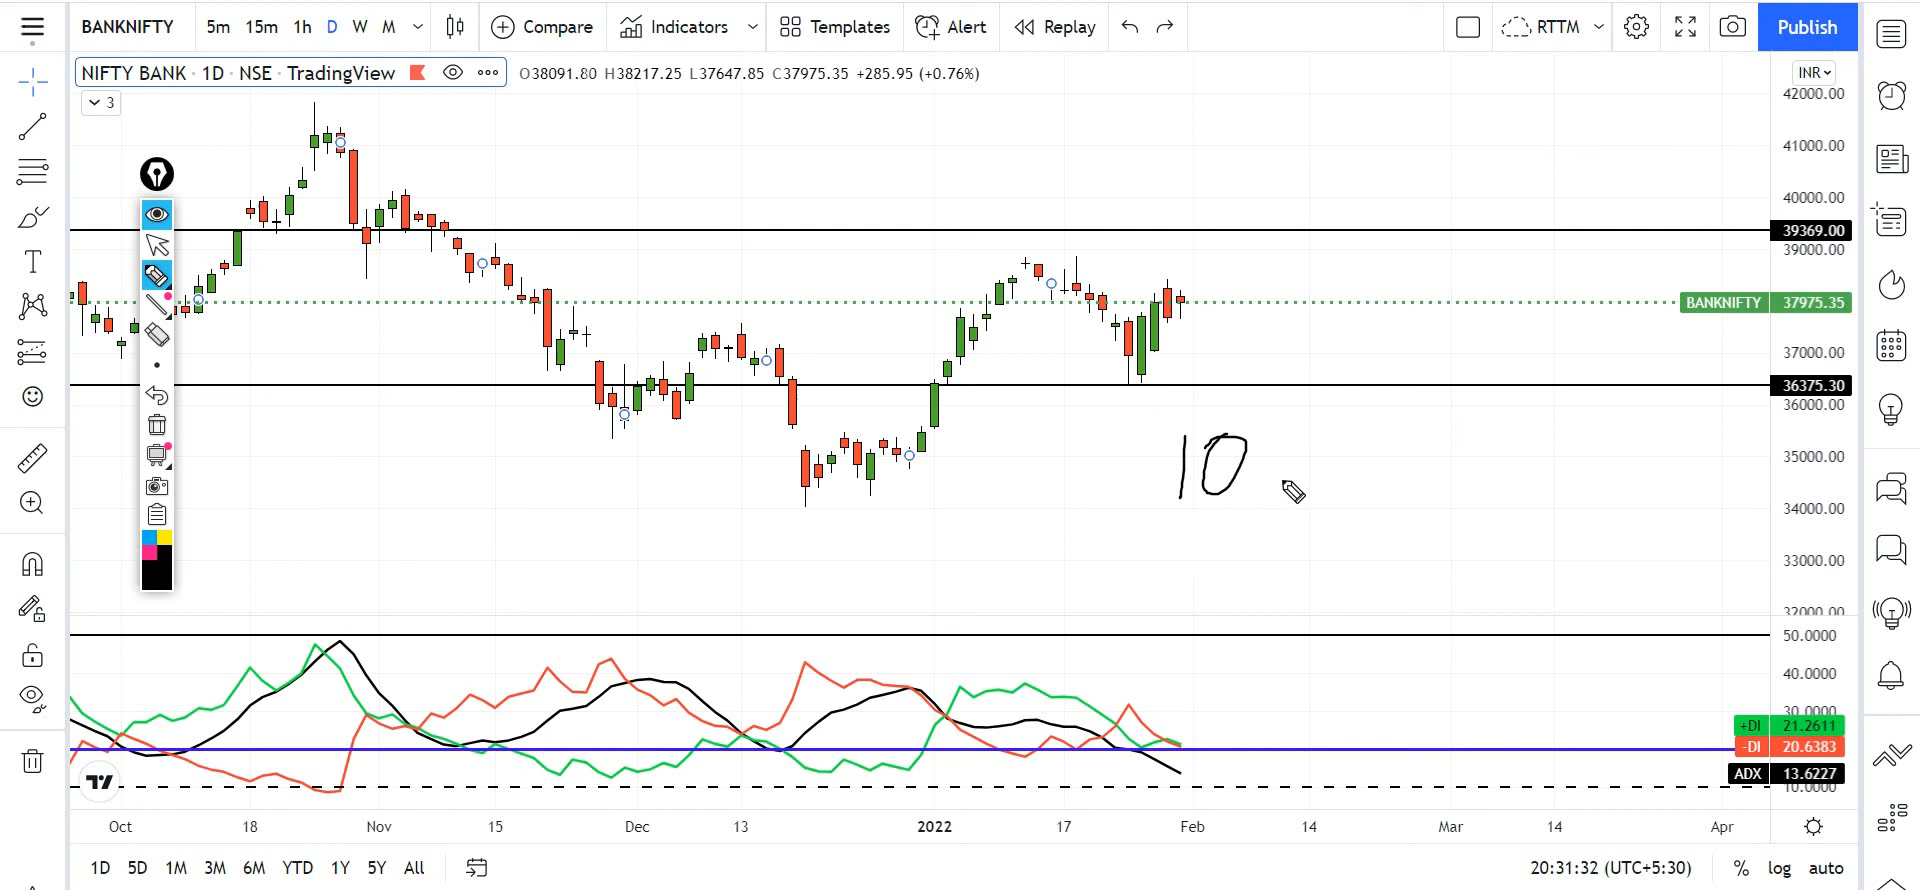 BANKNIFTY 5m 15m 1h D W M Compare Indicators Templates Alert Replay RTTM Publish
NIFTY BANK · 1D · NSE · TradingView O38091.80 H38217.25 L37647.85 C37975.35 +285.95 (+0.76%) INR
3
42000.00
41000.00
40000.00
39369.00
39000.00
BANKNIFTY 37975.35
37000.00
36375.30
36000.00
10
35000.00
34000.00
33000.00
32000.00
50.0000
40.0000
30.0000
+DI 21.2611
-DI 20.6383
ADX 13.6227
10.0000
Oct 18 Nov 15 Dec 13 2022 17 Feb 14 Mar 14 Apr
1D 5D 1M 3M 6M YTD 1Y 5Y All 20:31:32 (UTC+5:30) % log auto